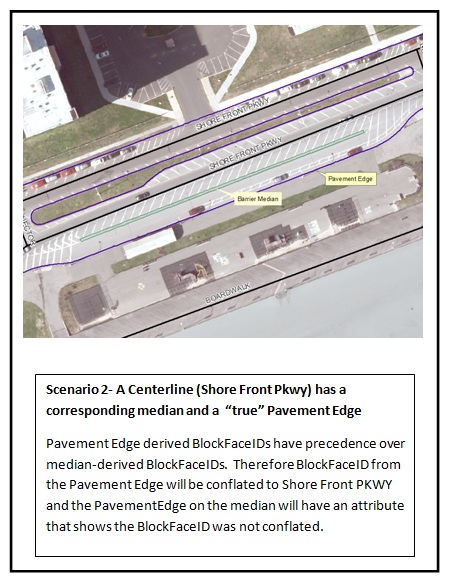 SHORE FRONT PKWY
SHORE FRONT PKWY
Pavement Edge
Barrier Median
BOARDWALK
Scenario 2- A Centerline (Shore Front Pkwy) has a
corresponding median and a “true” Pavement Edge
Pavement Edge derived BlockFaceIDs have precedence over
median-derived BlockFaceIDs. Therefore BlockFaceID from
the Pavement Edge will be conflated to Shore Front PKWY
and the PavementEdge on the median will have an attribute
that shows the BlockFaceID was not conflated.